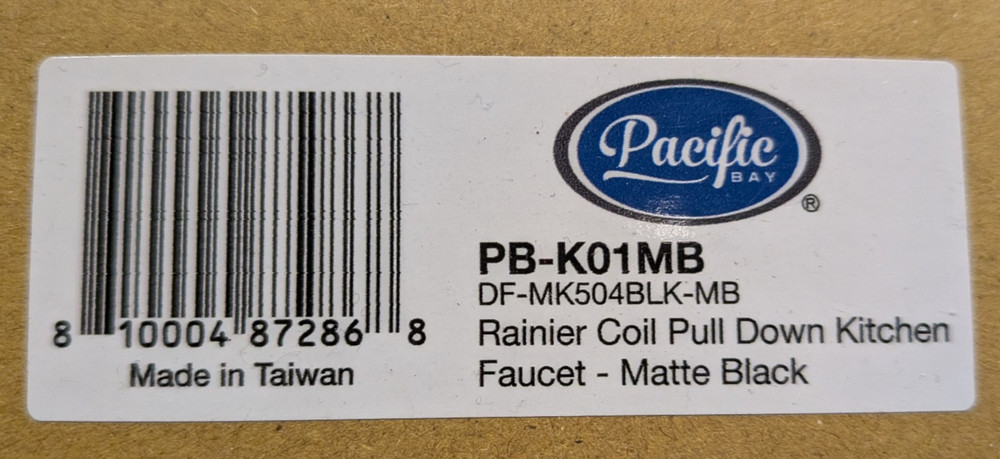 8 10004 87286 8
Made in Taiwan
Pacific
BAY
®
PB-K01MB
DF-MK504BLK-MB
Rainier Coil Pull Down Kitchen
Faucet - Matte Black